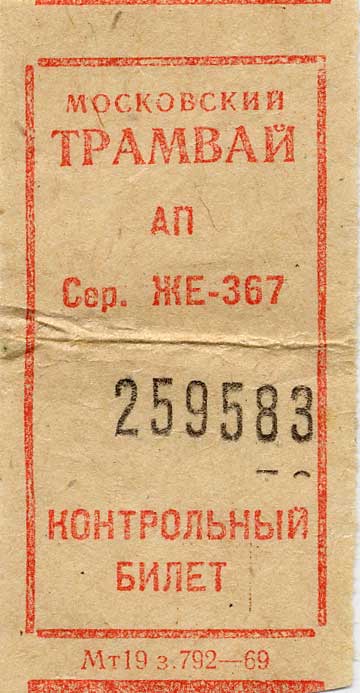 МОСКОВСКИЙ
ТРАМВАЙ
АП
Сер. ЖЕ-367
259583
КОНТРОЛЬНЫЙ
БИЛЕТ
Мт19 з.792—69